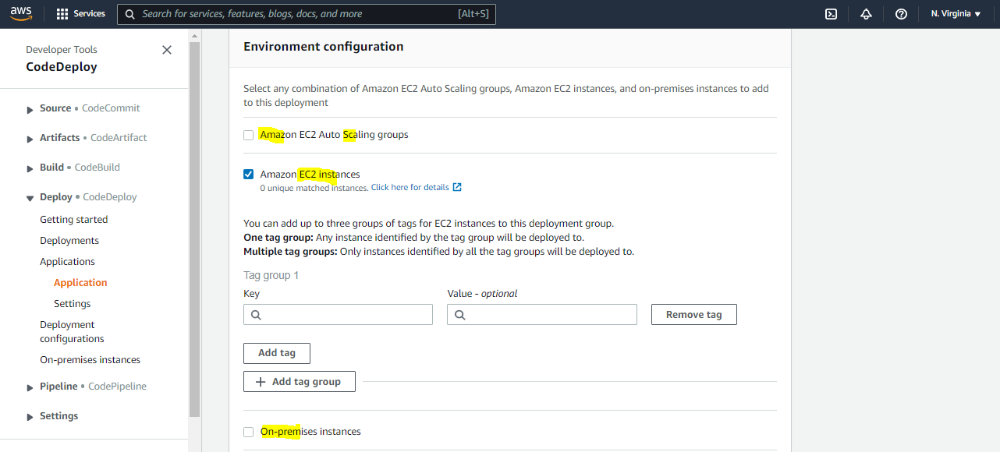 aws Services Search for services, features, blogs, docs, and more [Alt+S] N. Virginia
Developer Tools
CodeDeploy
Source • CodeCommit
Artifacts • CodeArtifact
Build • CodeBuild
Deploy • CodeDeploy
Getting started
Deployments
Applications
Application
Settings
Deployment
configurations
On-premises instances
Pipeline • CodePipeline
Settings
Environment configuration
Select any combination of Amazon EC2 Auto Scaling groups, Amazon EC2 instances, and on-premises instances to add
to this deployment
Amazon EC2 Auto Scaling groups
Amazon EC2 instances
0 unique matched instances. Click here for details
You can add up to three groups of tags for EC2 instances to this deployment group.
One tag group: Any instance identified by the tag group will be deployed to.
Multiple tag groups: Only instances identified by all the tag groups will be deployed to.
Tag group 1
Key Value - optional
Remove tag
Add tag
+ Add tag group
On-premises instances